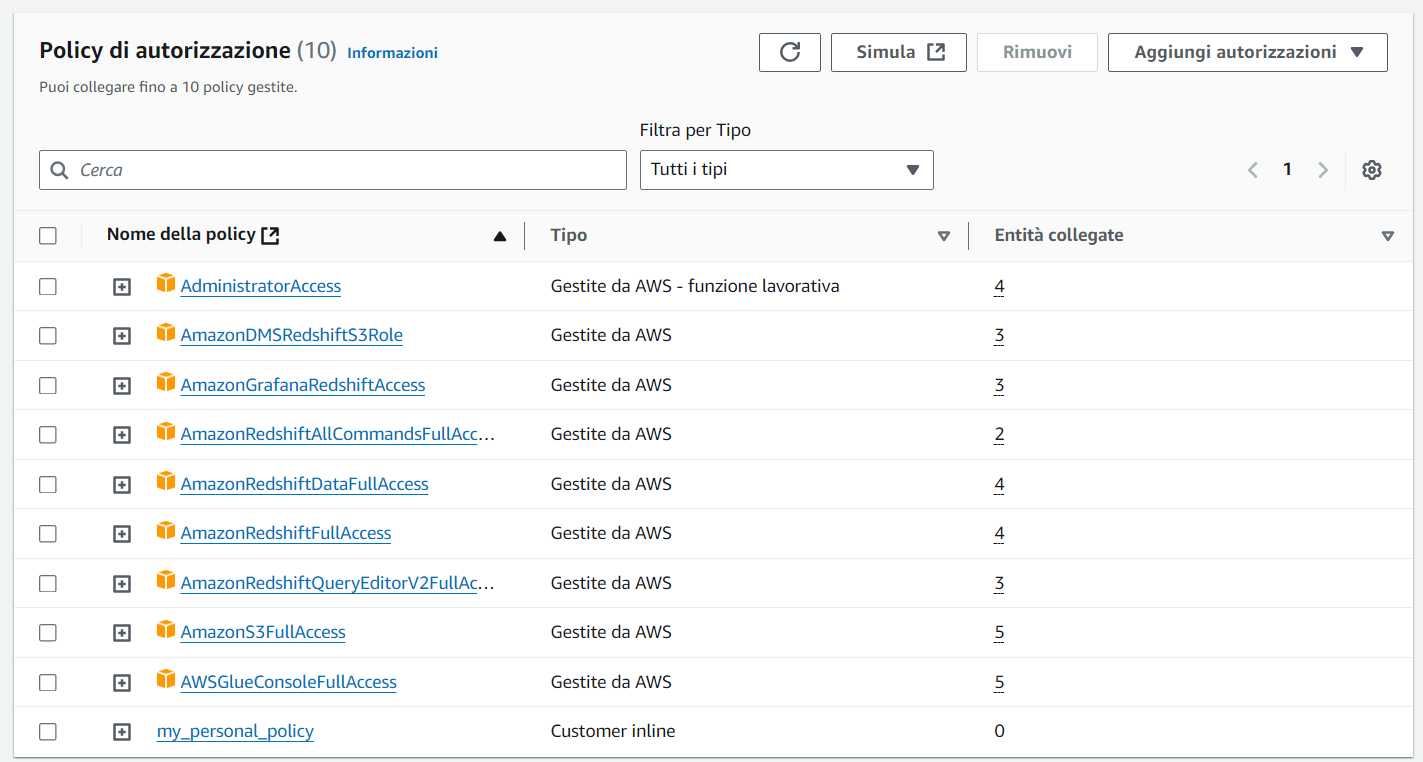 Policy di autorizzazione (10) Informazioni
Simula
Rimuovi
Aggiungi autorizzazioni
Puoi collegare fino a 10 policy gestite.
Filtra per Tipo
Cerca
Tutti i tipi
1
Nome della policy Tipo Entità collegate
AdministratorAccess Gestite da AWS - funzione lavorativa 4
AmazonDMSRedshiftS3Role Gestite da AWS 3
AmazonGrafanaRedshiftAccess Gestite da AWS 3
AmazonRedshiftAllCommandsFullAcc... Gestite da AWS 2
AmazonRedshiftDataFullAccess Gestite da AWS 4
AmazonRedshiftFullAccess Gestite da AWS 4
AmazonRedshiftQueryEditorV2FullAc... Gestite da AWS 3
AmazonS3FullAccess Gestite da AWS 5
AWSGlueConsoleFullAccess Gestite da AWS 5
my_personal_policy Customer inline 0